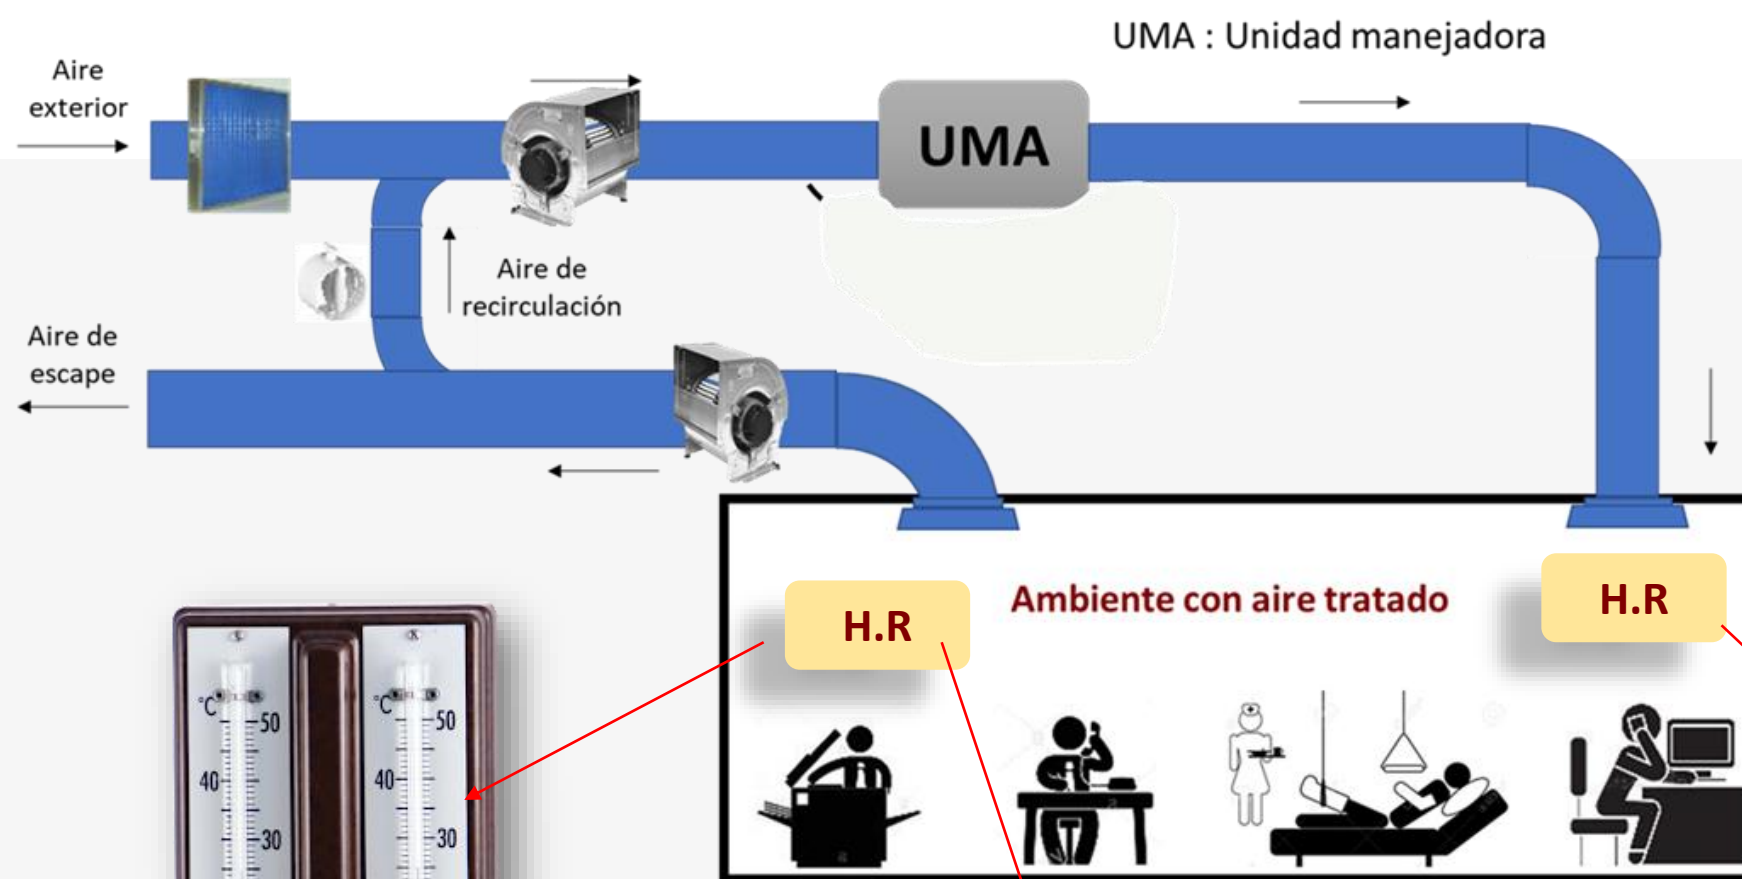 UMA : Unidad manejadora
Aire
exterior
UMA
Aire de
recirculación
Aire de
escape
H.R
Ambiente con aire tratado
H.R
°C
50
40
30
°C
50
40
30